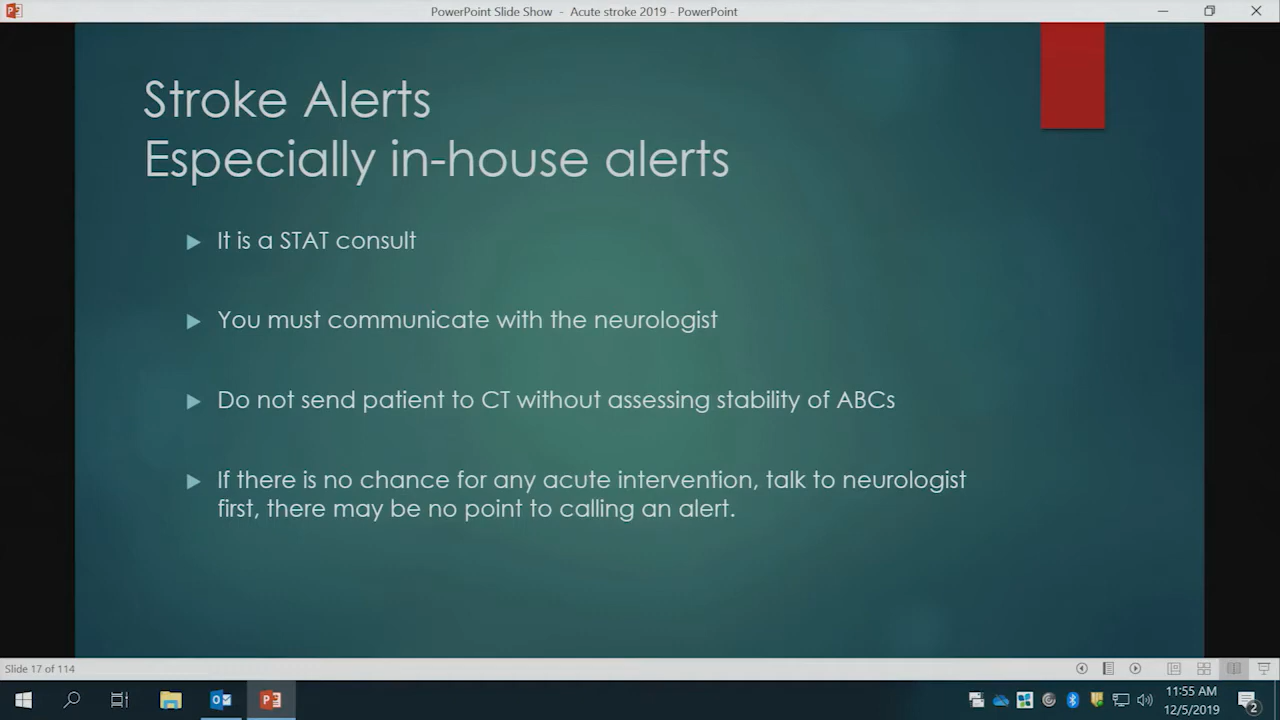 PowerPoint Slide Show - Acute stroke 2019 - PowerPoint
Stroke Alerts
Especially in-house alerts
It is a STAT consult
You must communicate with the neurologist
Do not send patient to CT without assessing stability of ABCs
If there is no chance for any acute intervention, talk to neurologist
first, there may be no point to calling an alert.
Slide 17 of 114
11:55 AM
12/5/2019
2